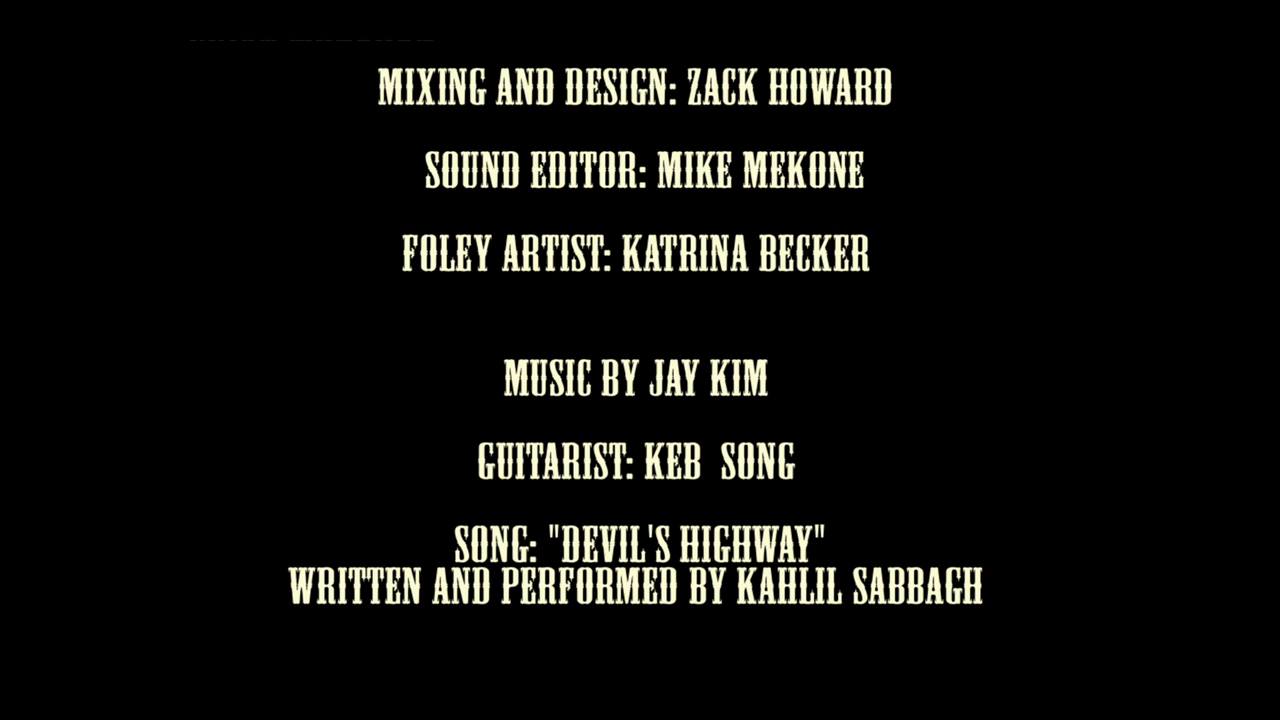 MIXING AND DESIGN: ZACK HOWARD
SOUND EDITOR: MIKE MEKONE
FOLEY ARTIST: KATRINA BECKER
MUSIC BY JAY KIM
GUITARIST: KEB  SONG
SONG: "DEVIL'S HIGHWAY"
WRITTEN AND PERFORMED BY KAHLIL SABBAGH